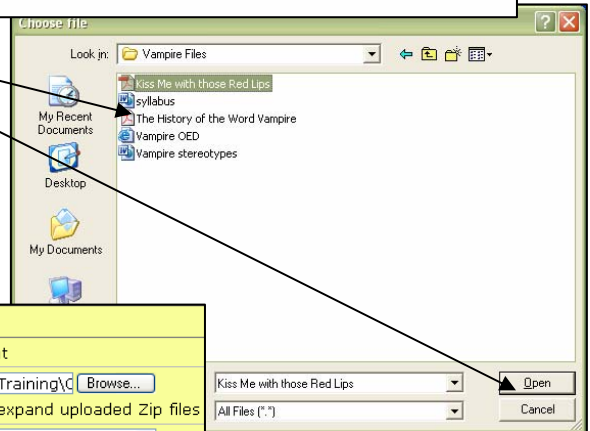 Choose file
Look in: Vampire Files
Kiss Me with those Red Lips
syllabus
The History of the Word Vampire
Vampire OED
Vampire stereotypes
My Recent
Documents
Desktop
My Documents
t
Training\C Browse...
expand uploaded Zip files
Kiss Me with those Red Lips Open
All Files (*.*) Cancel